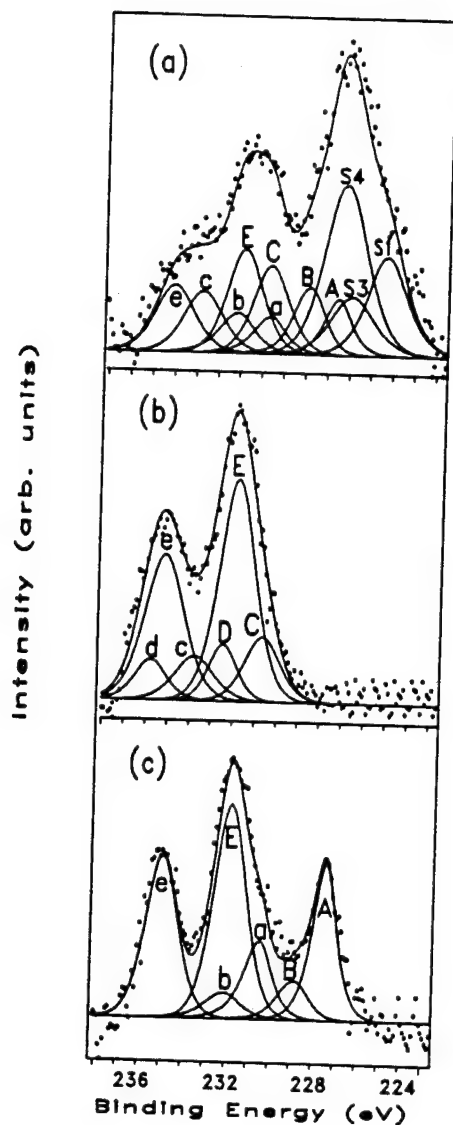 (a)
S4
E
C
S1
B
A
S3
e
c
b
a
(b)
E
e
d
c
D
C
(c)
E
e
a
A
b
B
236 232 228 224
Binding Energy (eV)
Intensity (arb. units)